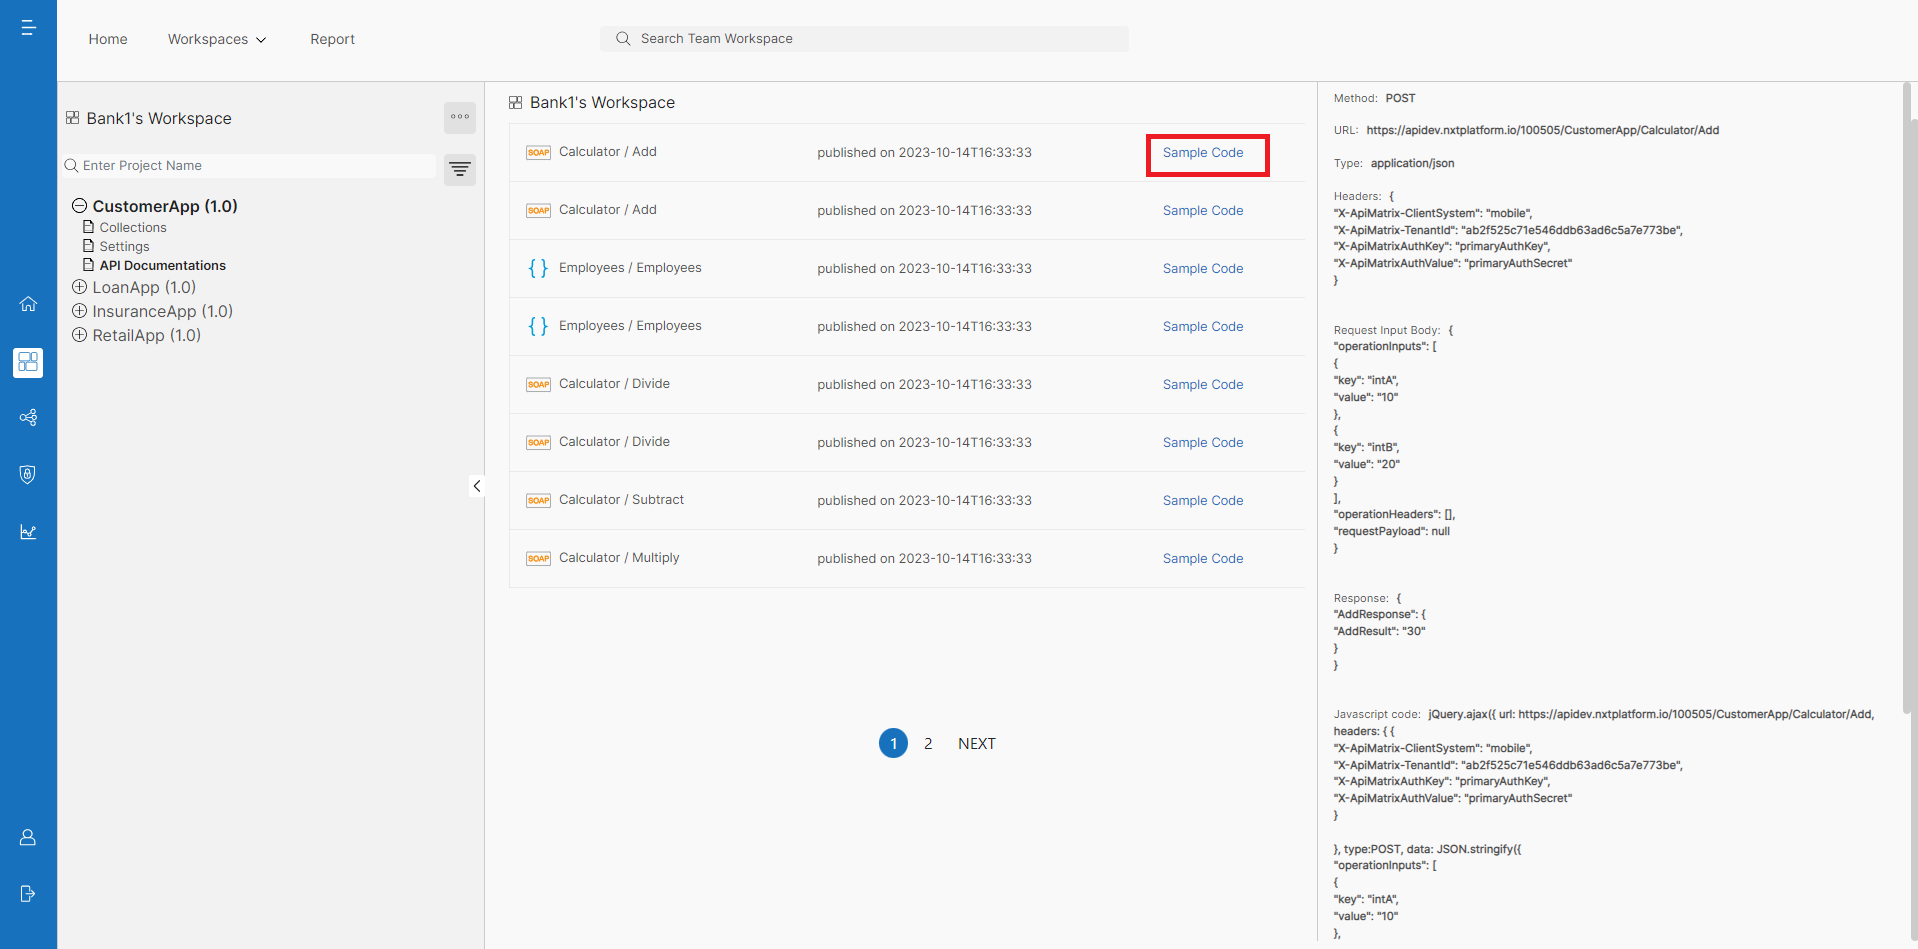 Home
Workspaces
Report
Search Team Workspace
Bank1's Workspace
Enter Project Name
CustomerApp (1.0)
Collections
Settings
API Documentations
LoanApp (1.0)
InsuranceApp (1.0)
RetailApp (1.0)
Bank1's Workspace
SOAP Calculator / Add published on 2023-10-14T16:33:33 Sample Code
SOAP Calculator / Add published on 2023-10-14T16:33:33 Sample Code
{ } Employees / Employees published on 2023-10-14T16:33:33 Sample Code
{ } Employees / Employees published on 2023-10-14T16:33:33 Sample Code
SOAP Calculator / Divide published on 2023-10-14T16:33:33 Sample Code
SOAP Calculator / Divide published on 2023-10-14T16:33:33 Sample Code
SOAP Calculator / Subtract published on 2023-10-14T16:33:33 Sample Code
SOAP Calculator / Multiply published on 2023-10-14T16:33:33 Sample Code
1 2 NEXT
Method: POST
URL: https://apidev.nxtplatform.io/100505/CustomerApp/Calculator/Add
Type: application/json
Headers: {
"X-ApiMatrix-ClientSystem": "mobile",
"X-ApiMatrix-TenantId": "ab2f525c71e546ddb63ad6c5a7e773be",
"X-ApiMatrixAuthKey": "primaryAuthKey",
"X-ApiMatrixAuthValue": "primaryAuthSecret"
}
Request Input Body: {
"operationInputs": [
{
"key": "intA",
"value": "10"
},
{
"key": "intB",
"value": "20"
}
],
"operationHeaders": [],
"requestPayload": null
}
Response: {
"AddResponse": {
"AddResult": "30"
}
}
Javascript code: jQuery.ajax({ url: https://apidev.nxtplatform.io/100505/CustomerApp/Calculator/Add,
headers: { {
"X-ApiMatrix-ClientSystem": "mobile",
"X-ApiMatrix-TenantId": "ab2f525c71e546ddb63ad6c5a7e773be",
"X-ApiMatrixAuthKey": "primaryAuthKey",
"X-ApiMatrixAuthValue": "primaryAuthSecret"
}
}, type:POST, data: JSON.stringify({
"operationInputs": [
{
"key": "intA",
"value": "10"
},